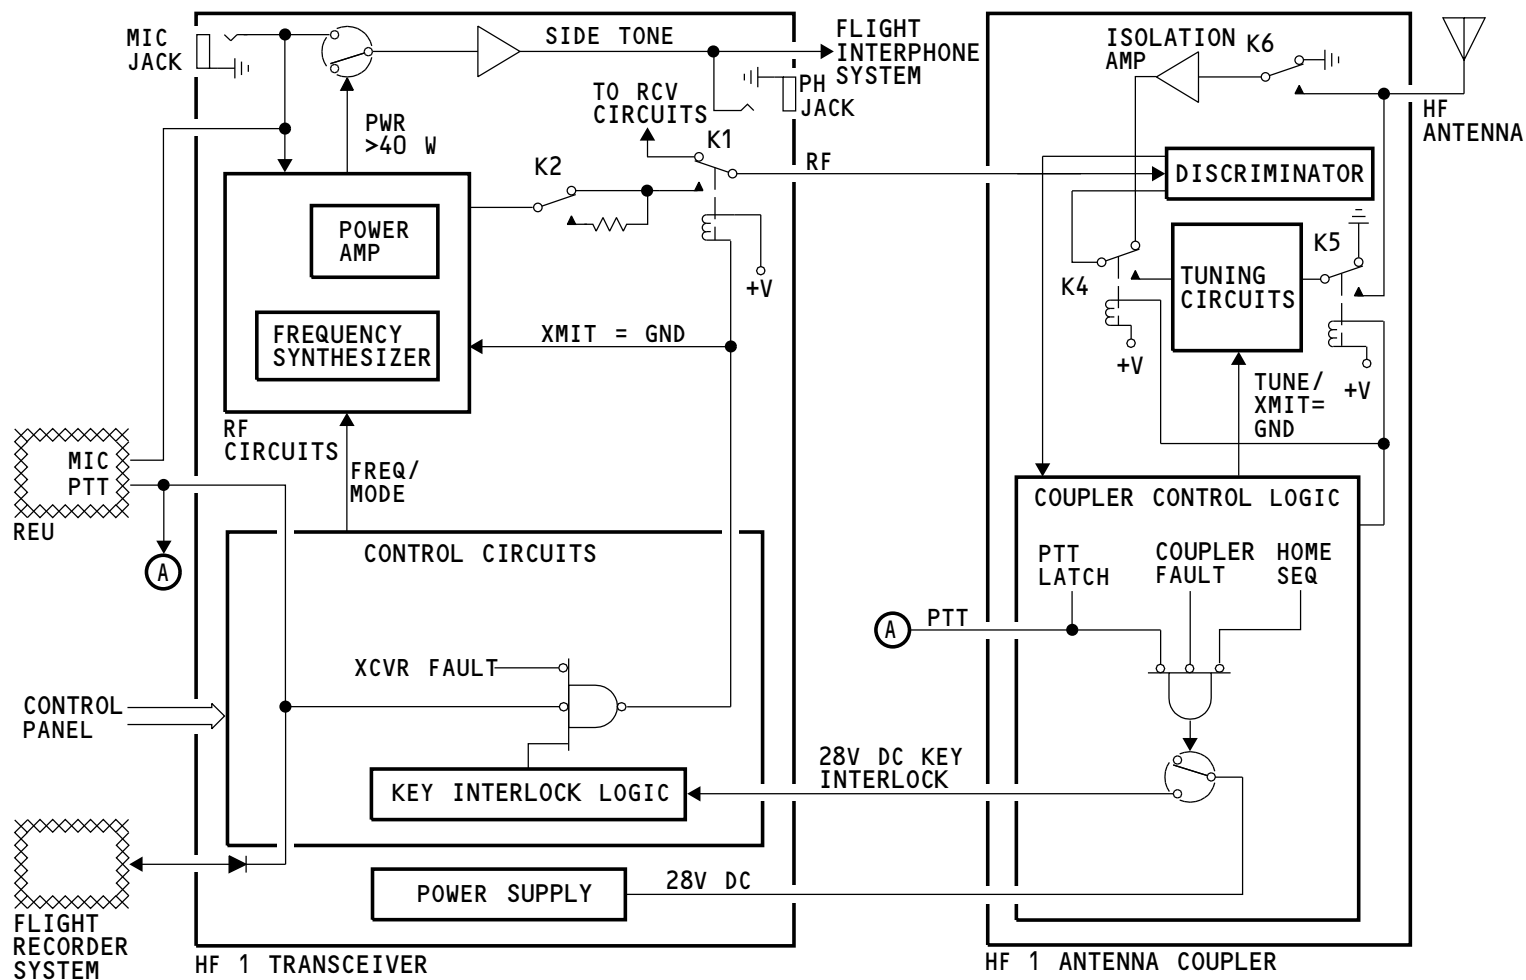 MIC
JACK
SIDE TONE
FLIGHT
INTERPHONE
SYSTEM
PH
JACK
TO RCV
CIRCUITS
PWR
>40 W
K2
K1
RF
ISOLATION
AMP
K6
HF
ANTENNA
DISCRIMINATOR
POWER
AMP
+V
K4
TUNING
CIRCUITS
K5
+V
+V
FREQUENCY
SYNTHESIZER
XMIT = GND
TUNE/
XMIT=
GND
RF
CIRCUITS
MIC
PTT
REU
FREQ/
MODE
A
COUPLER CONTROL LOGIC
CONTROL CIRCUITS
PTT
LATCH
COUPLER
FAULT
HOME
SEQ
A
PTT
XCVR FAULT
CONTROL
PANEL
28V DC KEY
INTERLOCK
KEY INTERLOCK LOGIC
POWER SUPPLY
28V DC
FLIGHT
RECORDER
SYSTEM
HF 1 TRANSCEIVER
HF 1 ANTENNA COUPLER